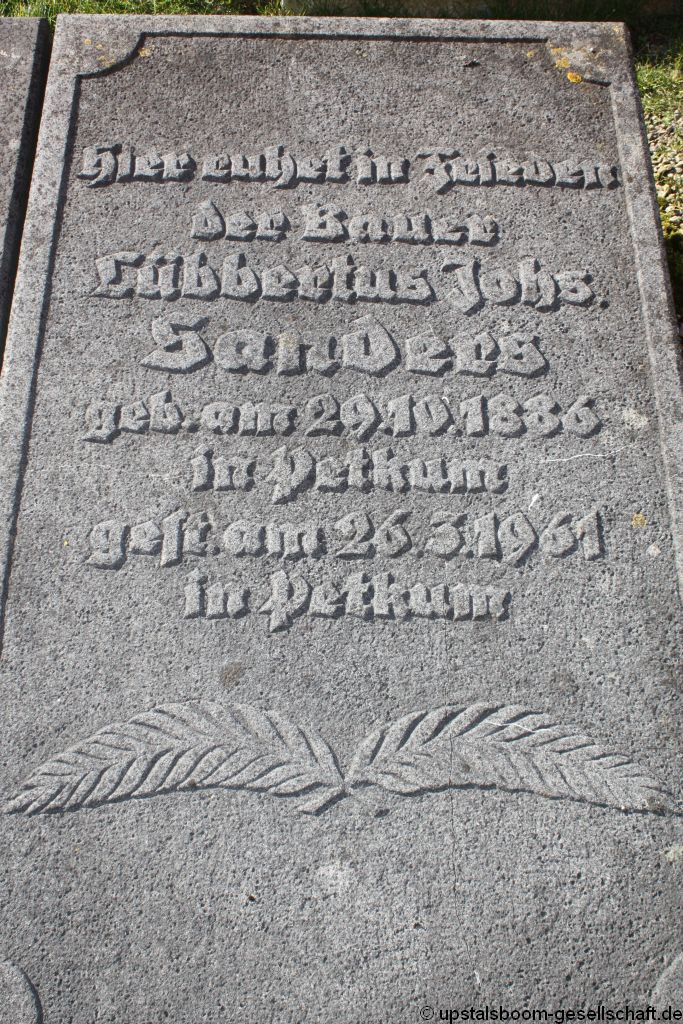 Hier ruhet in Frieden
der Bauer
Lübbertus Johs.
Sanders
geb. am 29.10.1886
in Petkum
gest. am 26.3.1961
in Petkum
© upstalsboom-gesellschaft.de